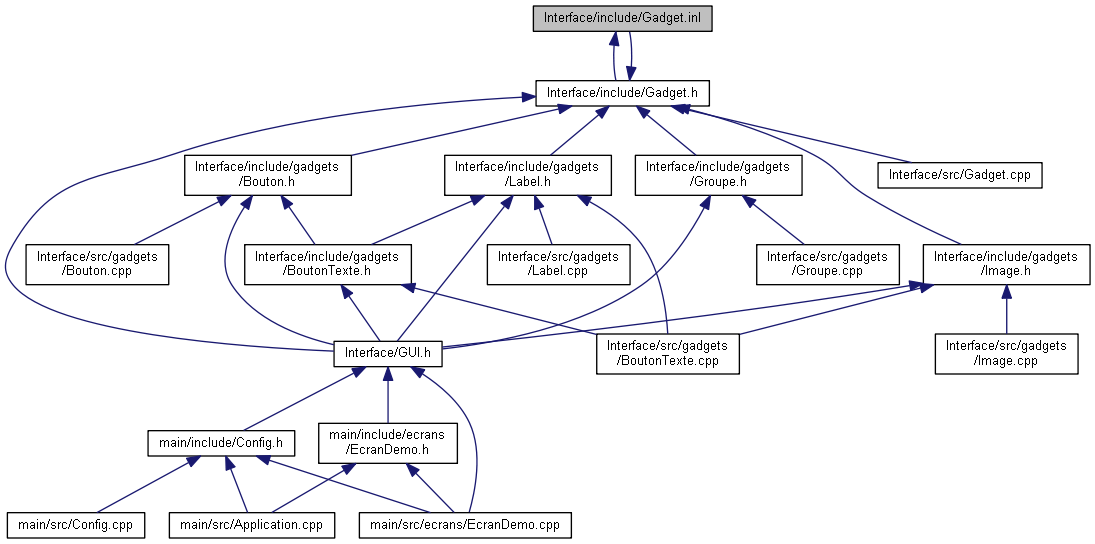 Interface/include/Gadget.inl
Interface/include/Gadget.h
Interface/include/gadgets
/Bouton.h
Interface/include/gadgets
/Label.h
Interface/include/gadgets
/Groupe.h
Interface/src/Gadget.cpp
Interface/src/gadgets
/Bouton.cpp
Interface/include/gadgets
/BoutonTexte.h
Interface/src/gadgets
/Label.cpp
Interface/src/gadgets
/Groupe.cpp
Interface/include/gadgets
/Image.h
Interface/GUI.h
Interface/src/gadgets
/BoutonTexte.cpp
Interface/src/gadgets
/Image.cpp
main/include/Config.h
main/include/ecrans
/EcranDemo.h
main/src/Config.cpp
main/src/Application.cpp
main/src/ecrans/EcranDemo.cpp